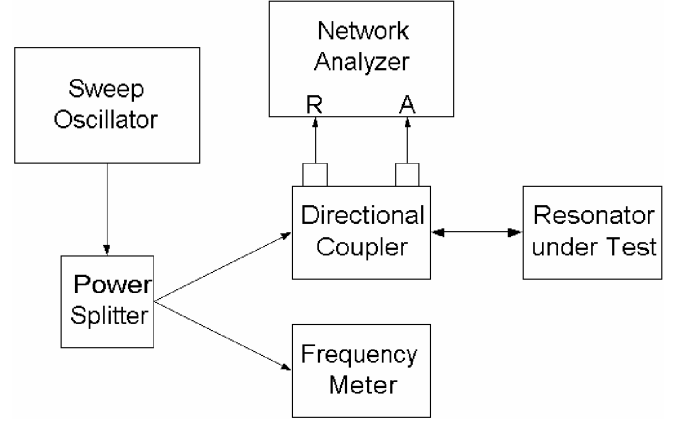 Network
Analyzer
R A
Sweep
Oscillator
Directional
Coupler
Resonator
under Test
Power
Splitter
Frequency
Meter